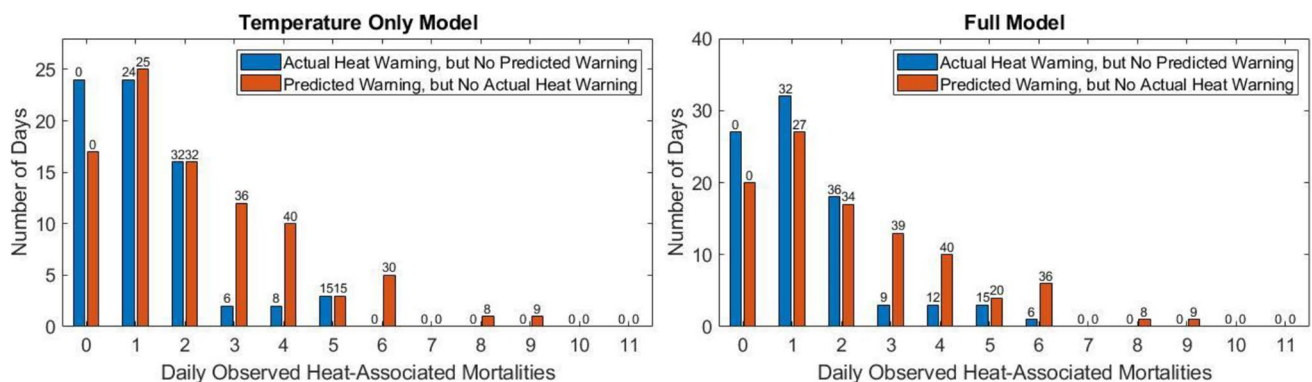 Temperature Only Model
Number of Days
25
20
15
10
5
0
Actual Heat Warning, but No Predicted Warning
Predicted Warning, but No Actual Heat Warning
0 0 24 25 32 32 6 36 8 40 15 15 0 30 0 0 0 8 0 9 0 0 0 0
0 1 2 3 4 5 6 7 8 9 10 11
Daily Observed Heat-Associated Mortalities
Full Model
Number of Days
40
30
20
10
0
Actual Heat Warning, but No Predicted Warning
Predicted Warning, but No Actual Heat Warning
0 0 32 27 36 34 9 39 12 40 15 20 6 36 0 0 0 8 0 9 0 0 0 0
0 1 2 3 4 5 6 7 8 9 10 11
Daily Observed Heat-Associated Mortalities